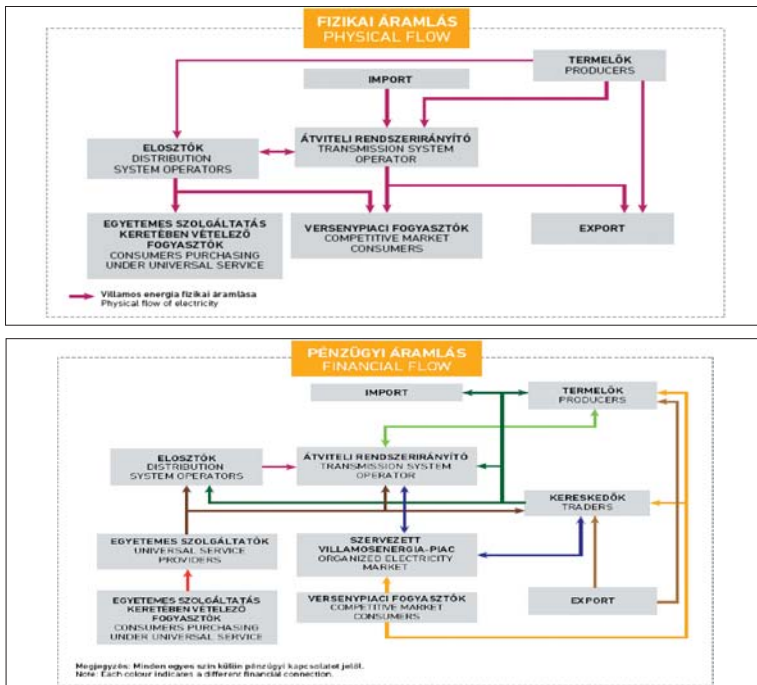 FIZIKAI ÁRAMLÁS
PHYSICAL FLOW
TERMELŐK
PRODUCERS
IMPORT
ELOSZTÓK
DISTRIBUTION
SYSTEM OPERATORS
ÁTVITELI RENDSZERIRÁNYÍTÓ
TRANSMISSION SYSTEM
OPERATOR
EGYETEMES SZOLGÁLTATÁS
KERETÉBEN VÉTELEZŐ
FOGYASZTÓK
CONSUMERS PURCHASING
UNDER UNIVERSAL SERVICE
VERSENYPIACI FOGYASZTÓK
COMPETITIVE MARKET
CONSUMERS
EXPORT
Villamos energia fizikai áramlása
Physical flow of electricity
PÉNZÜGYI ÁRAMLÁS
FINANCIAL FLOW
IMPORT
TERMELŐK
PRODUCERS
ELOSZTÓK
DISTRIBUTION
SYSTEM OPERATORS
ÁTVITELI RENDSZERIRÁNYÍTÓ
TRANSMISSION SYSTEM
OPERATOR
KERESKEDŐK
TRADERS
EGYETEMES SZOLGÁLTATÓK
UNIVERSAL SERVICE
PROVIDERS
SZERVEZETT
VILLAMOSENERGIA-PIAC
ORGANIZED ELECTRICITY
MARKET
EGYETEMES SZOLGÁLTATÁS
KERETÉBEN VÉTELEZŐ
FOGYASZTÓK
CONSUMERS PURCHASING
UNDER UNIVERSAL SERVICE
VERSENYPIACI FOGYASZTÓK
COMPETITIVE MARKET
CONSUMERS
EXPORT
Megjegyzés: Minden egyes szín külön pénzügyi kapcsolatot jelöl.
Note: Each colour indicates a different financial connection.